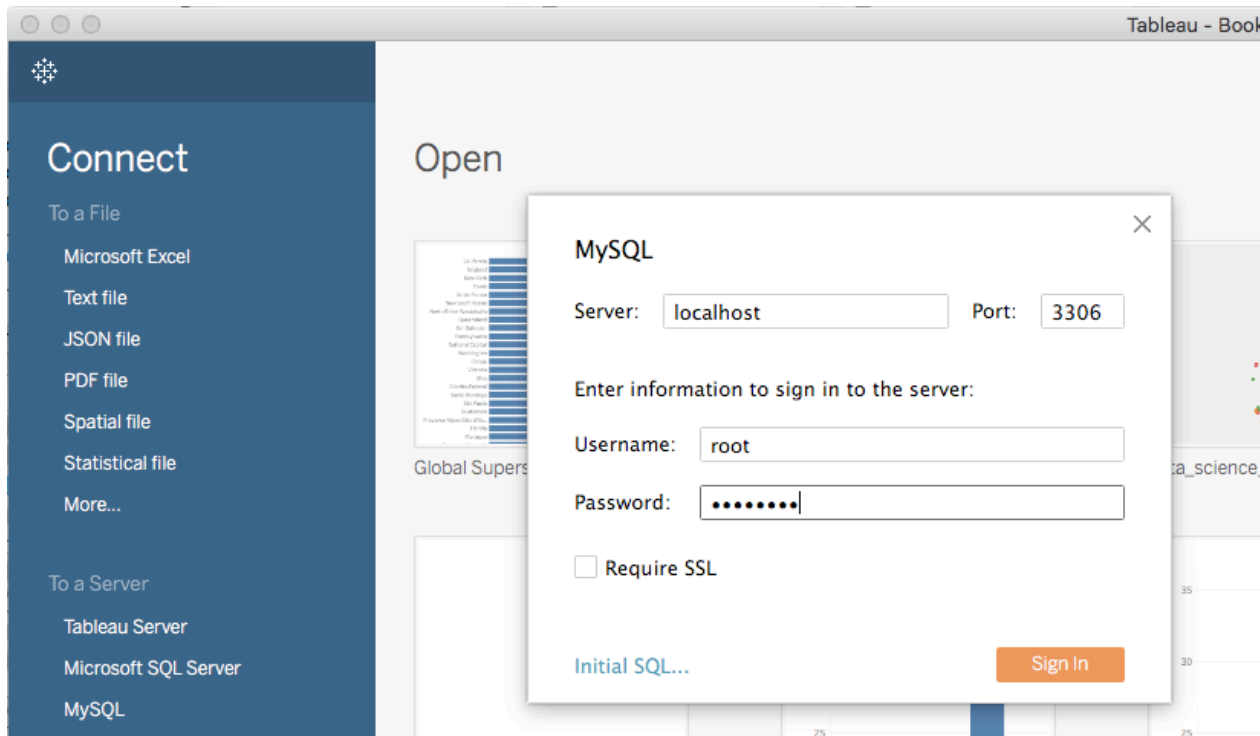 Tableau - Book
Connect
To a File
Microsoft Excel
Text file
JSON file
PDF file
Spatial file
Statistical file
More...
To a Server
Tableau Server
Microsoft SQL Server
MySQL
Open
Global Supers
ta_science_
MySQL
Server: localhost Port: 3306
Enter information to sign in to the server:
Username: root
Password: ••••••••
Require SSL
Initial SQL...
Sign In
25
35
30
25